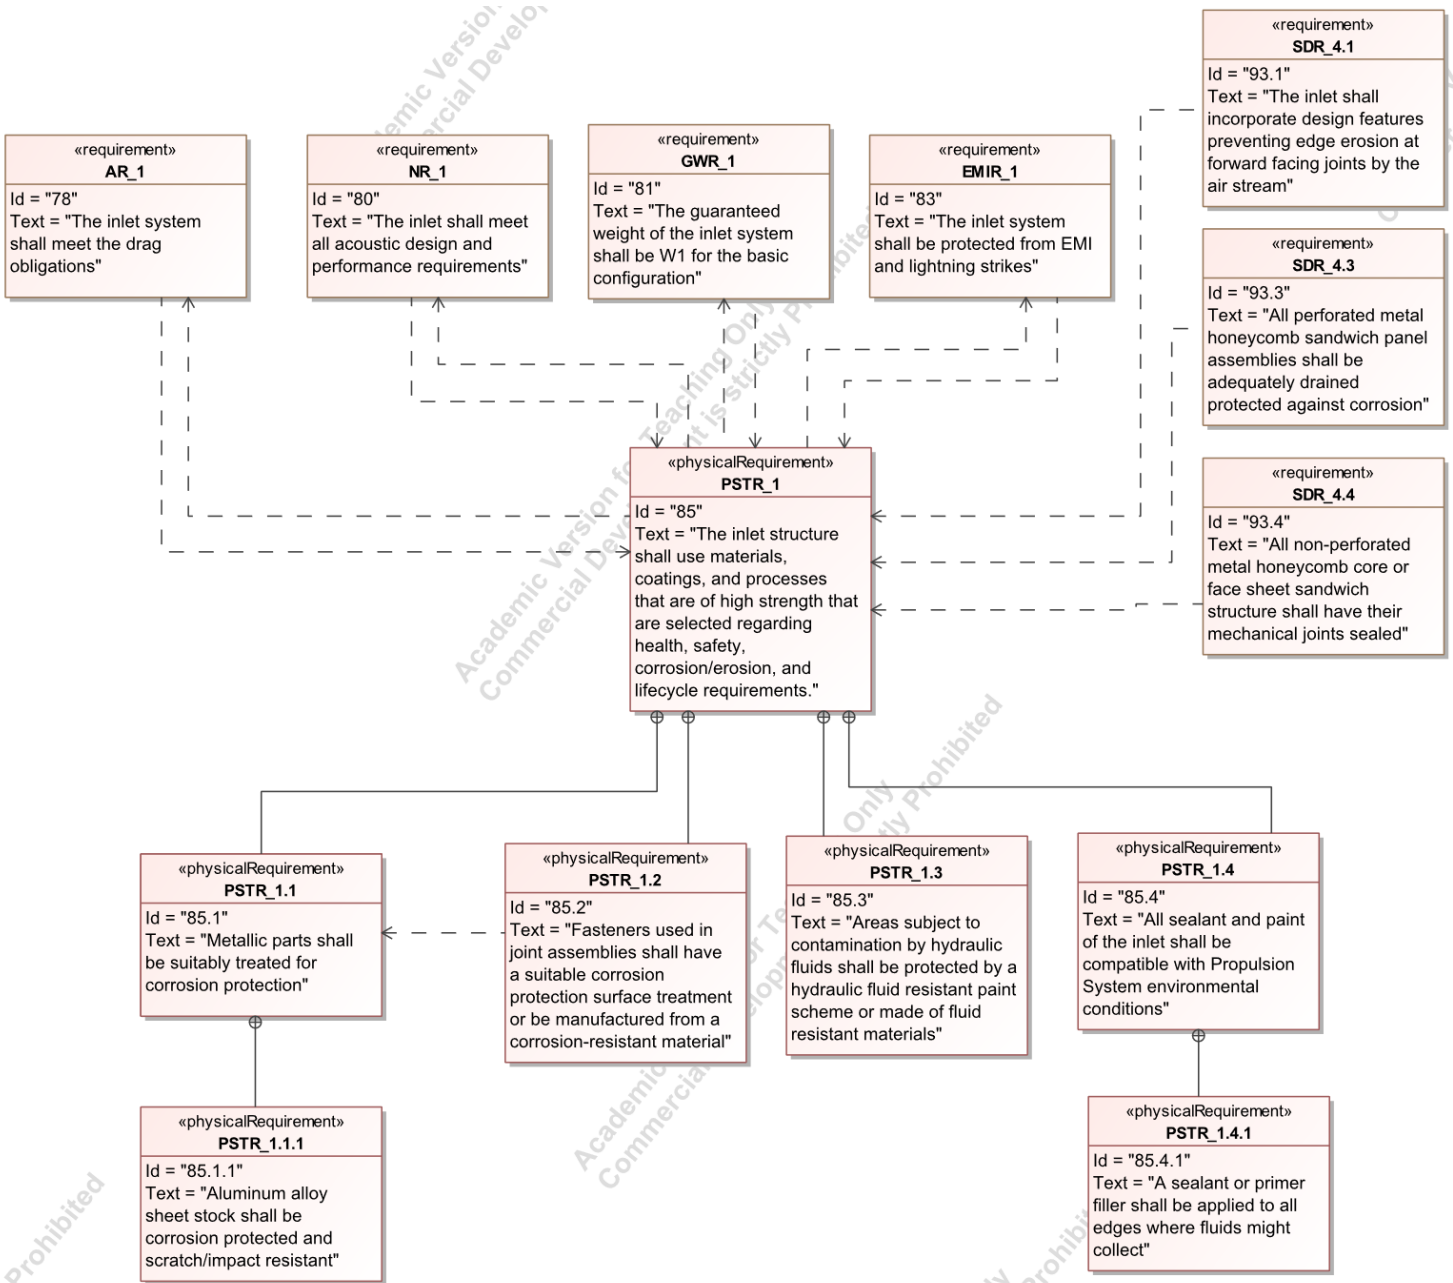 «requirement»
AR_1
Id = "78"
Text = "The inlet system
shall meet the drag
obligations"
«requirement»
NR_1
Id = "80"
Text = "The inlet shall meet
all acoustic design and
performance requirements"
«requirement»
GWR_1
Id = "81"
Text = "The guaranteed
weight of the inlet system
shall be W1 for the basic
configuration"
«requirement»
EMIR_1
Id = "83"
Text = "The inlet system
shall be protected from EMI
and lightning strikes"
«requirement»
SDR_4.1
Id = "93.1"
Text = "The inlet shall
incorporate design features
preventing edge erosion at
forward facing joints by the
air stream"
«requirement»
SDR_4.3
Id = "93.3"
Text = "All perforated metal
honeycomb sandwich panel
assemblies shall be
adequately drained
protected against corrosion"
«requirement»
SDR_4.4
Id = "93.4"
Text = "All non-perforated
metal honeycomb core or
face sheet sandwich
structure shall have their
mechanical joints sealed"
«physicalRequirement»
PSTR_1
Id = "85"
Text = "The inlet structure
shall use materials,
coatings, and processes
that are of high strength that
are selected regarding
health, safety,
corrosion/erosion, and
lifecycle requirements."
«physicalRequirement»
PSTR_1.1
Id = "85.1"
Text = "Metallic parts shall
be suitably treated for
corrosion protection"
«physicalRequirement»
PSTR_1.2
Id = "85.2"
Text = "Fasteners used in
joint assemblies shall have
a suitable corrosion
protection surface treatment
or be manufactured from a
corrosion-resistant material"
«physicalRequirement»
PSTR_1.3
Id = "85.3"
Text = "Areas subject to
contamination by hydraulic
fluids shall be protected by a
hydraulic fluid resistant paint
scheme or made of fluid
resistant materials"
«physicalRequirement»
PSTR_1.4
Id = "85.4"
Text = "All sealant and paint
of the inlet shall be
compatible with Propulsion
System environmental
conditions"
«physicalRequirement»
PSTR_1.1.1
Id = "85.1.1"
Text = "Aluminum alloy
sheet stock shall be
corrosion protected and
scratch/impact resistant"
«physicalRequirement»
PSTR_1.4.1
Id = "85.4.1"
Text = "A sealant or primer
filler shall be applied to all
edges where fluids might
collect"
Academic Version for Teaching Only
Commercial Development is strictly Prohibited